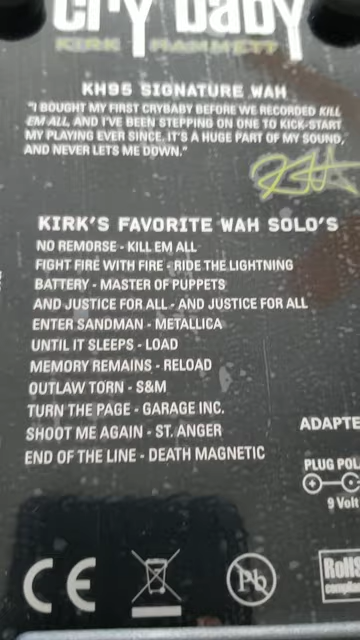 cry baby
KIRK HAMMETT
KH95 SIGNATURE WAH
"I BOUGHT MY FIRST CRYBABY BEFORE WE RECORDED KILL
EM ALL, AND I'VE BEEN STEPPING ON ONE TO KICK-START
MY PLAYING EVER SINCE. IT'S A HUGE PART OF MY SOUND,
AND NEVER LETS ME DOWN."
KIRK'S FAVORITE WAH SOLO'S
NO REMORSE - KILL EM ALL
FIGHT FIRE WITH FIRE - RIDE THE LIGHTNING
BATTERY - MASTER OF PUPPETS
AND JUSTICE FOR ALL - AND JUSTICE FOR ALL
ENTER SANDMAN - METALLICA
UNTIL IT SLEEPS - LOAD
MEMORY REMAINS - RELOAD
OUTLAW TORN - S&M
TURN THE PAGE - GARAGE INC.
SHOOT ME AGAIN - ST. ANGER
END OF THE LINE - DEATH MAGNETIC
ADAPTE
PLUG POL
9 Volt
CE
Pb
RoHS
complian